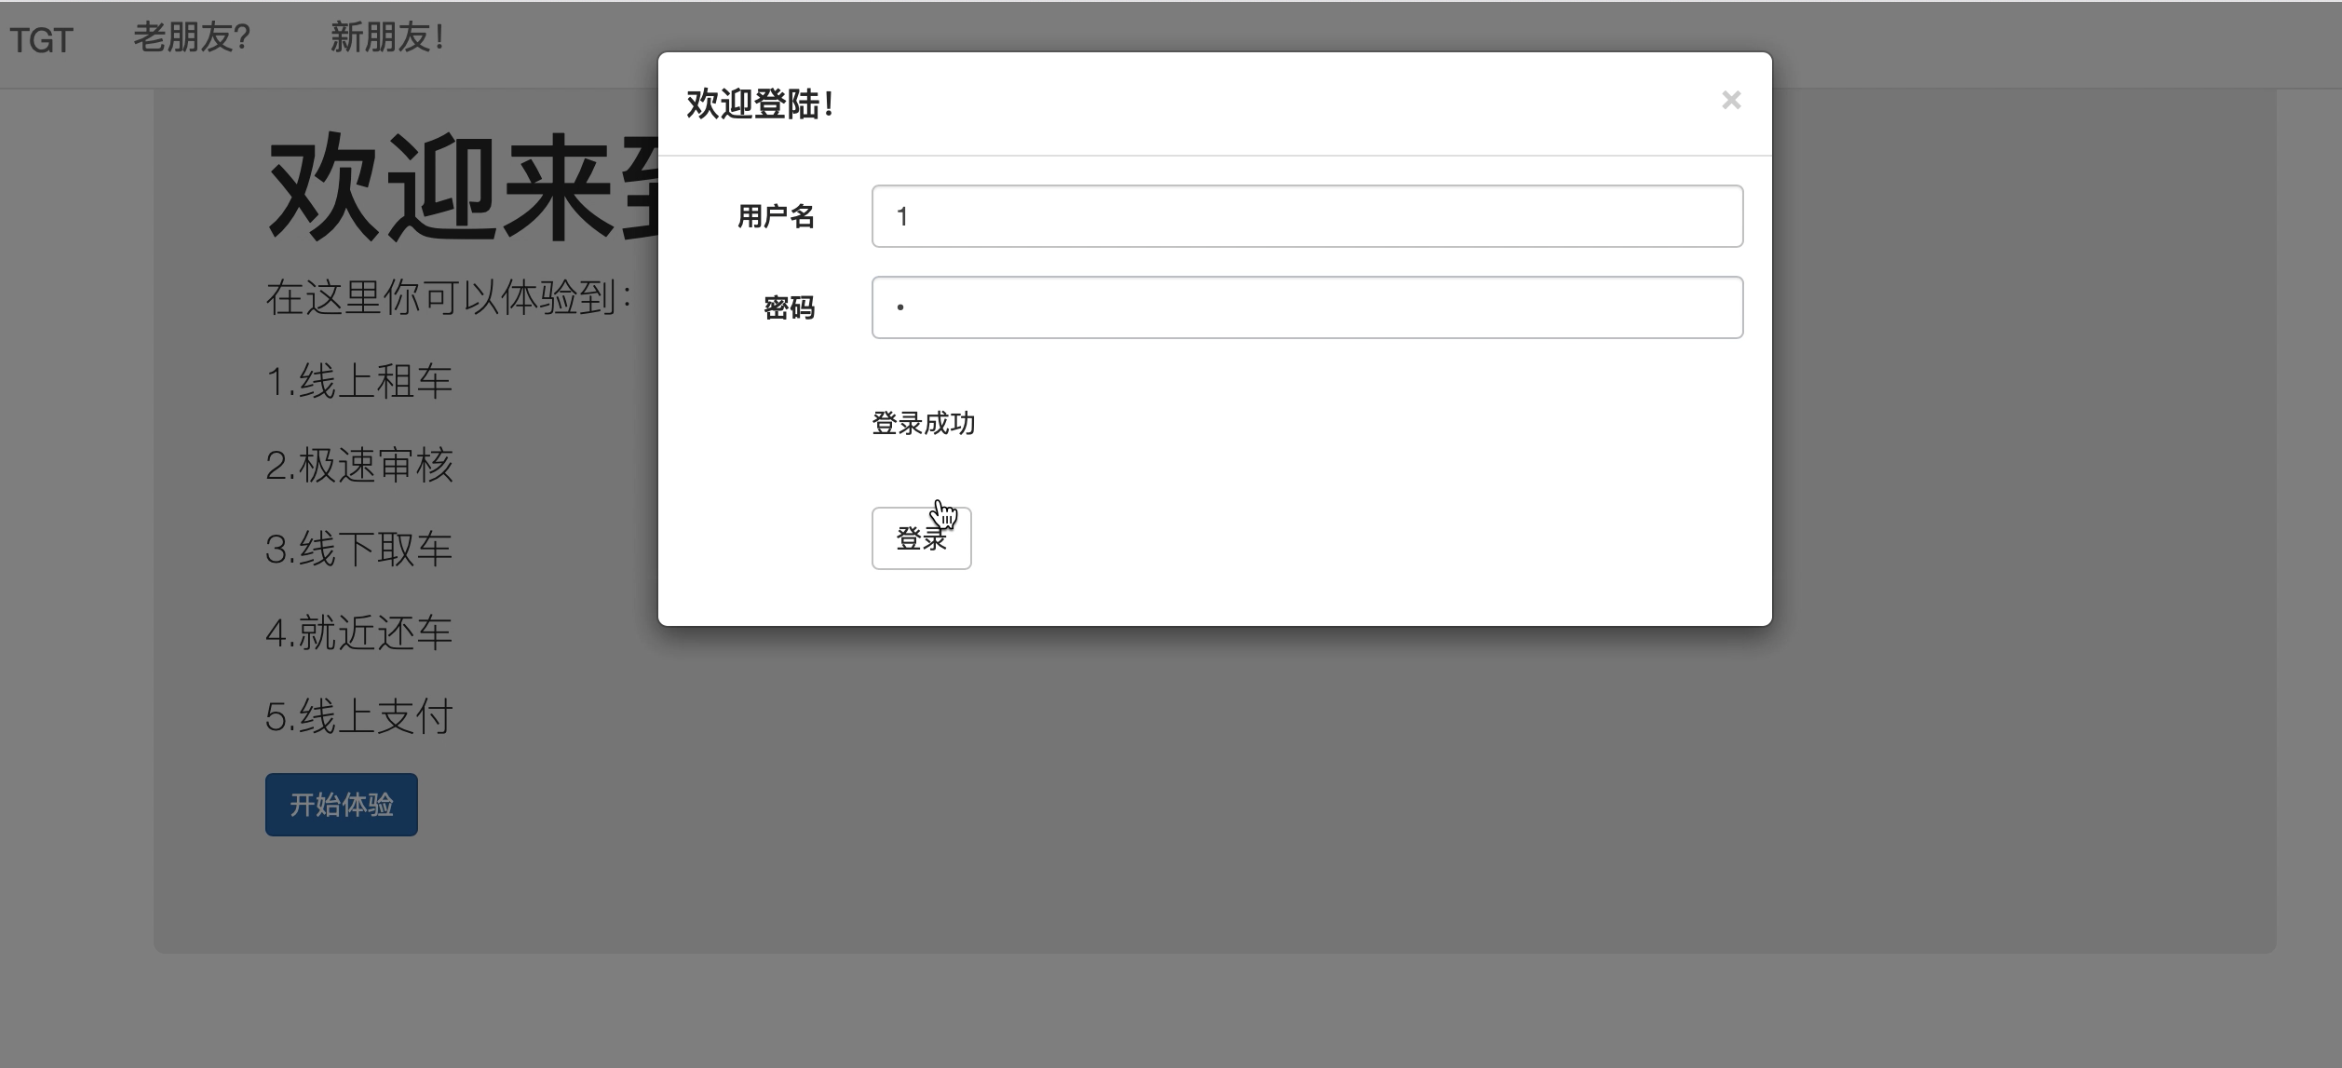 TGT 老朋友? 新朋友!
欢迎登陆!
×
用户名 1
密码 •
登录成功
登录
欢迎来
在这里你可以体验到:
1.线上租车
2.极速审核
3.线下取车
4.就近还车
5.线上支付
开始体验